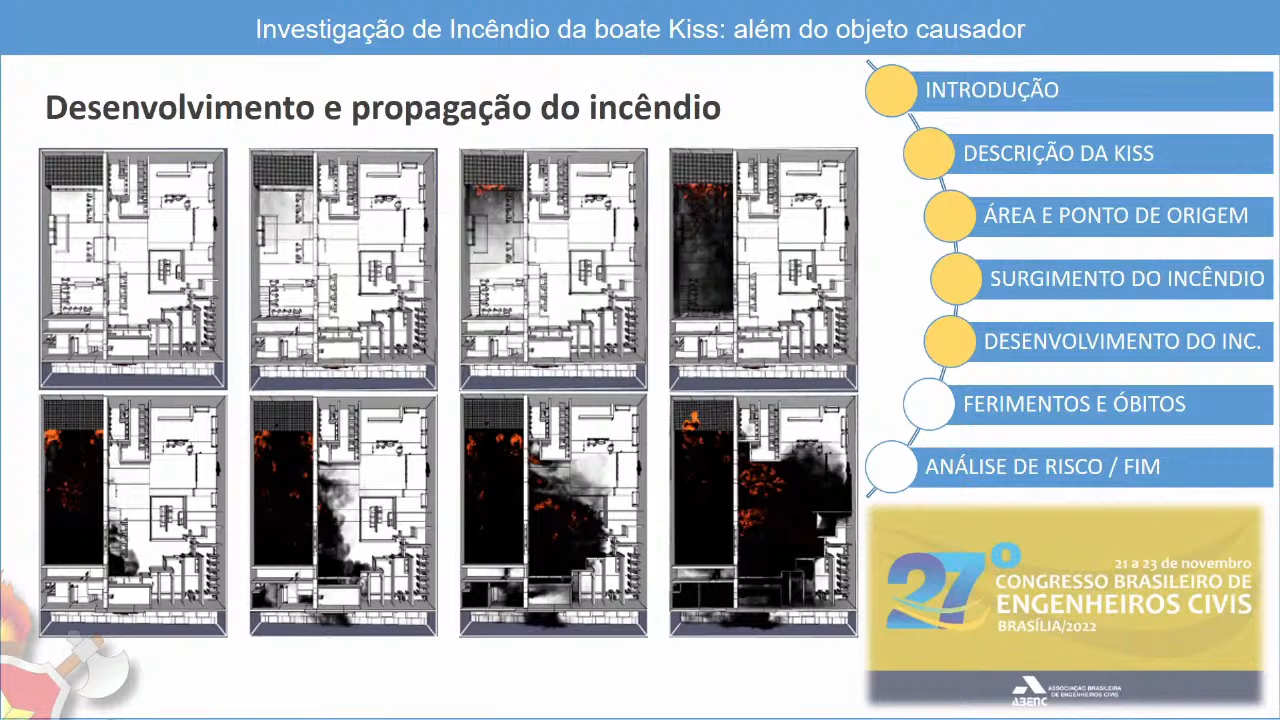 Investigação de Incêndio da boate Kiss: além do objeto causador
Desenvolvimento e propagação do incêndio
INTRODUÇÃO
DESCRIÇÃO DA KISS
ÁREA E PONTO DE ORIGEM
SURGIMENTO DO INCÊNDIO
DESENVOLVIMENTO DO INC.
FERIMENTOS E ÓBITOS
ANÁLISE DE RISCO / FIM
27º
21 a 23 de novembro
CONGRESSO BRASILEIRO DE
ENGENHEIROS CIVIS
BRASÍLIA/2022
ABENC
ASSOCIAÇÃO BRASILEIRA
DE ENGENHEIROS CIVIS